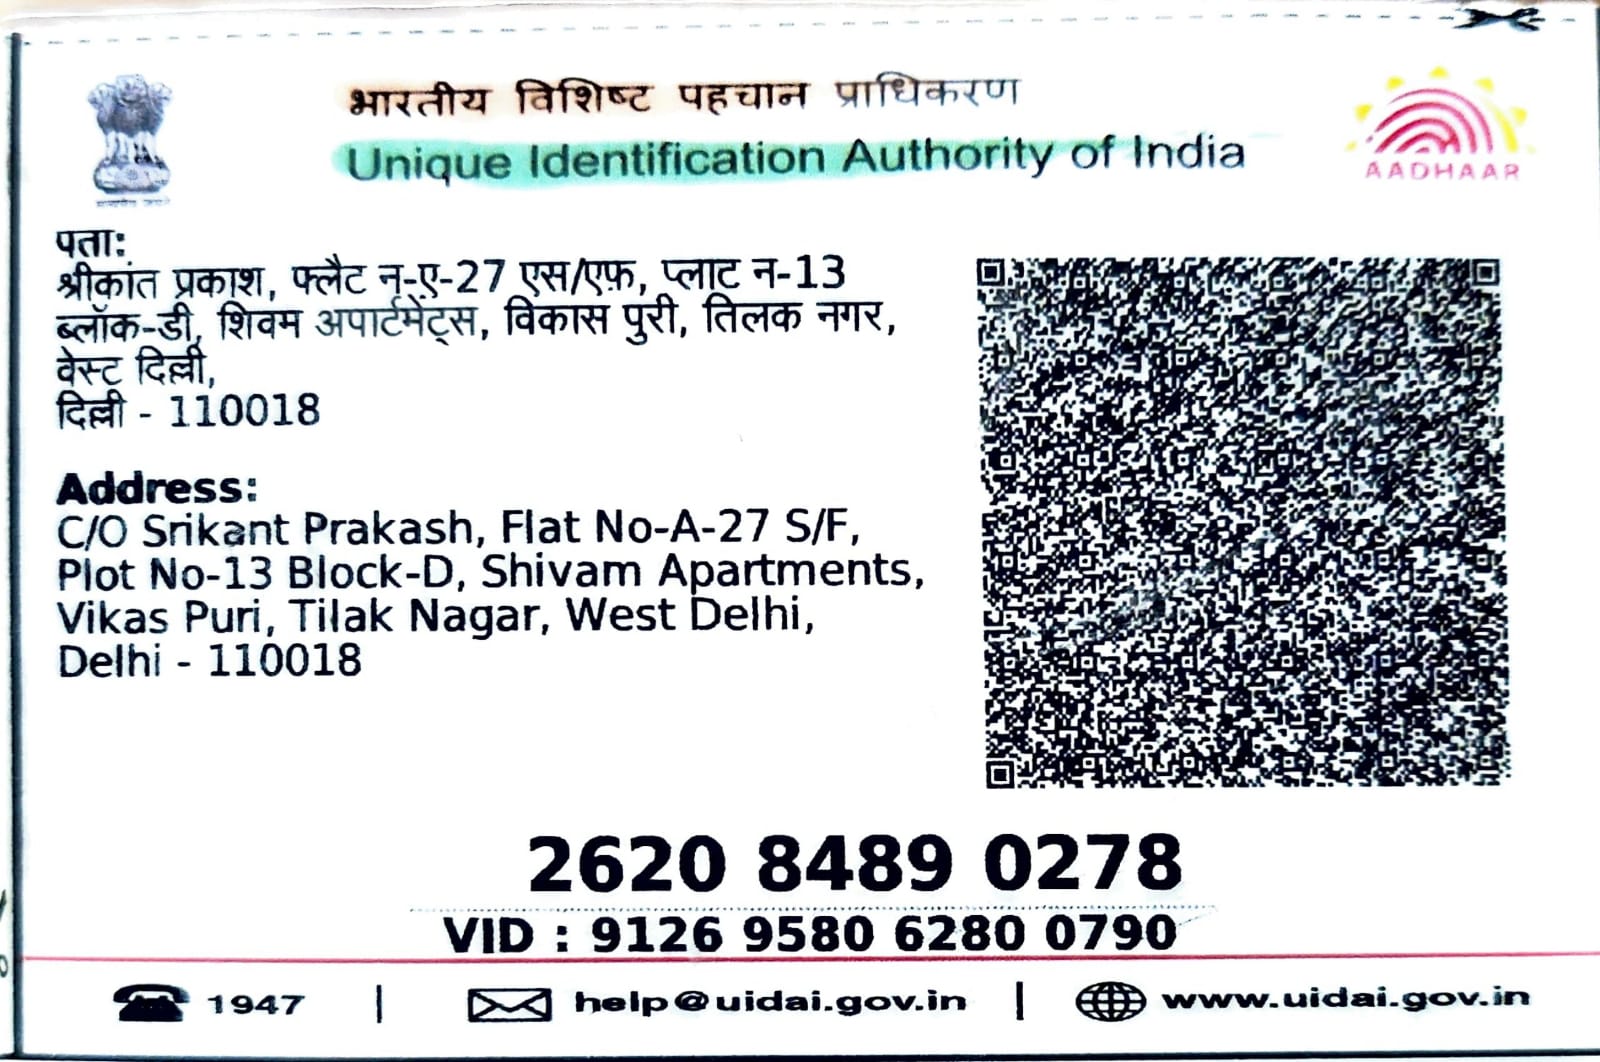 भारतीय विशिष्ट पहचान प्राधिकरण
Unique Identification Authority of India
AADHAAR
पता:
श्रीकांत प्रकाश, फ्लैट न-ए-27 एस/एफ़, प्लाट न-13
ब्लॉक-डी, शिवम अपार्टमेंट्स, विकास पुरी, तिलक नगर,
वेस्ट दिल्ली,
दिल्ली - 110018
Address:
C/O Srikant Prakash, Flat No-A-27 S/F,
Plot No-13 Block-D, Shivam Apartments,
Vikas Puri, Tilak Nagar, West Delhi,
Delhi - 110018
2620 8489 0278
VID : 9126 9580 6280 0790
1947 | help@uidai.gov.in | www.uidai.gov.in